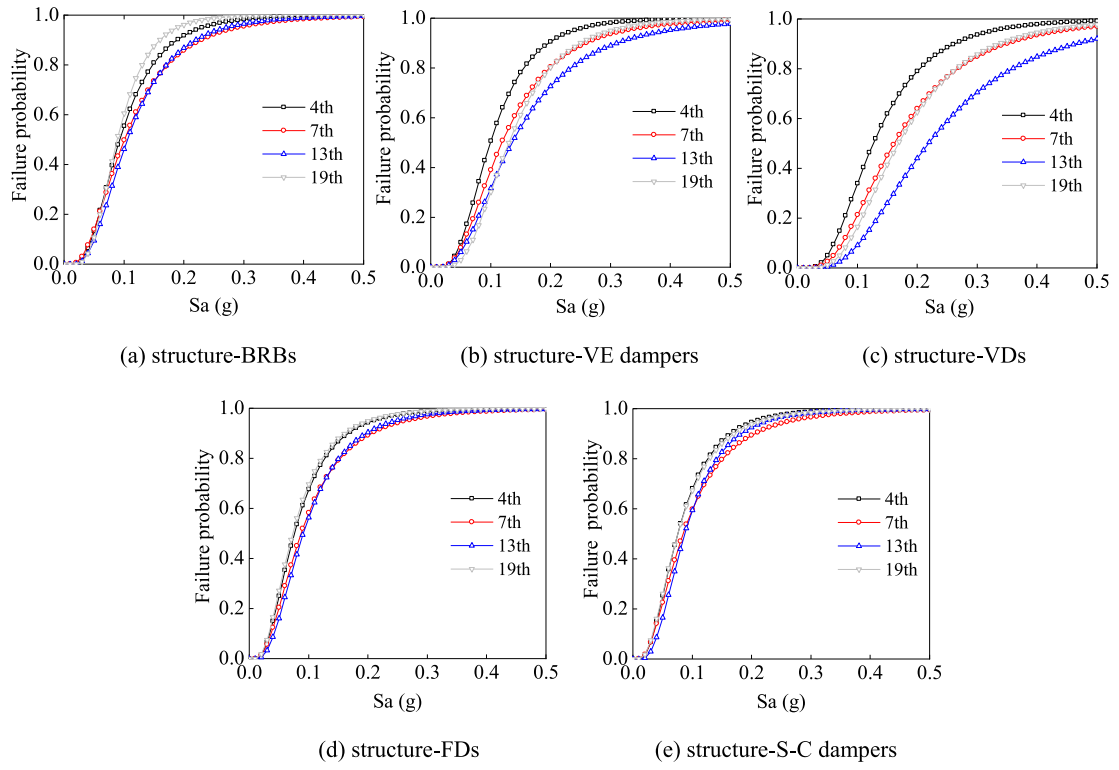 1.0
0.8
0.6
0.4
0.2
0.0
Failure probability
4th
7th
13th
19th
0.0 0.1 0.2 0.3 0.4 0.5
Sa (g)
(a) structure-BRBs
1.0
0.8
0.6
0.4
0.2
0.0
Failure probability
4th
7th
13th
19th
0.0 0.1 0.2 0.3 0.4 0.5
Sa (g)
(b) structure-VE dampers
1.0
0.8
0.6
0.4
0.2
0.0
Failure probability
4th
7th
13th
19th
0.0 0.1 0.2 0.3 0.4 0.5
Sa (g)
(c) structure-VDs
1.0
0.8
0.6
0.4
0.2
0.0
Failure probability
4th
7th
13th
19th
0.0 0.1 0.2 0.3 0.4 0.5
Sa (g)
(d) structure-FDs
1.0
0.8
0.6
0.4
0.2
0.0
Failure probability
4th
7th
13th
19th
0.0 0.1 0.2 0.3 0.4 0.5
Sa (g)
(e) structure-S-C dampers